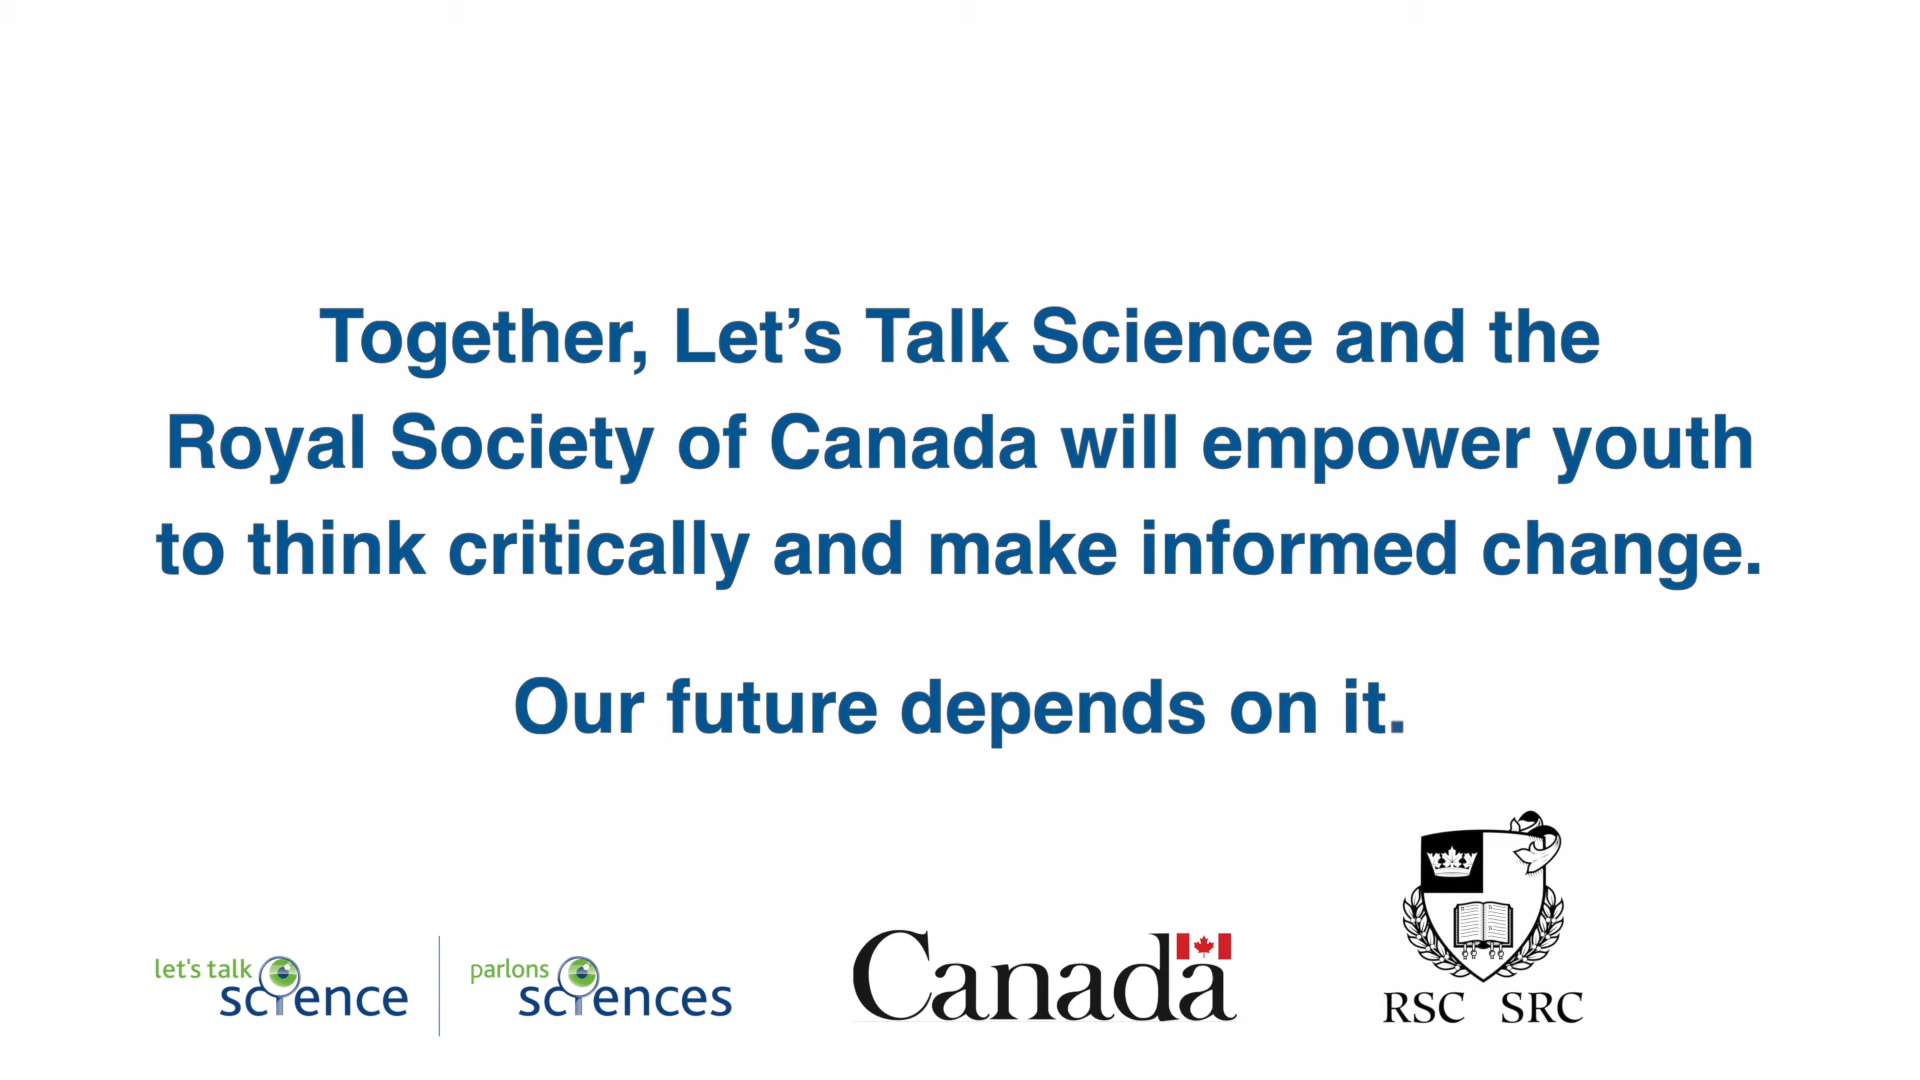 Together, Let’s Talk Science and the
Royal Society of Canada will empower youth
to think critically and make informed change.
Our future depends on it.
let's talk
science
parlons
sciences
Canada
RSC SRC